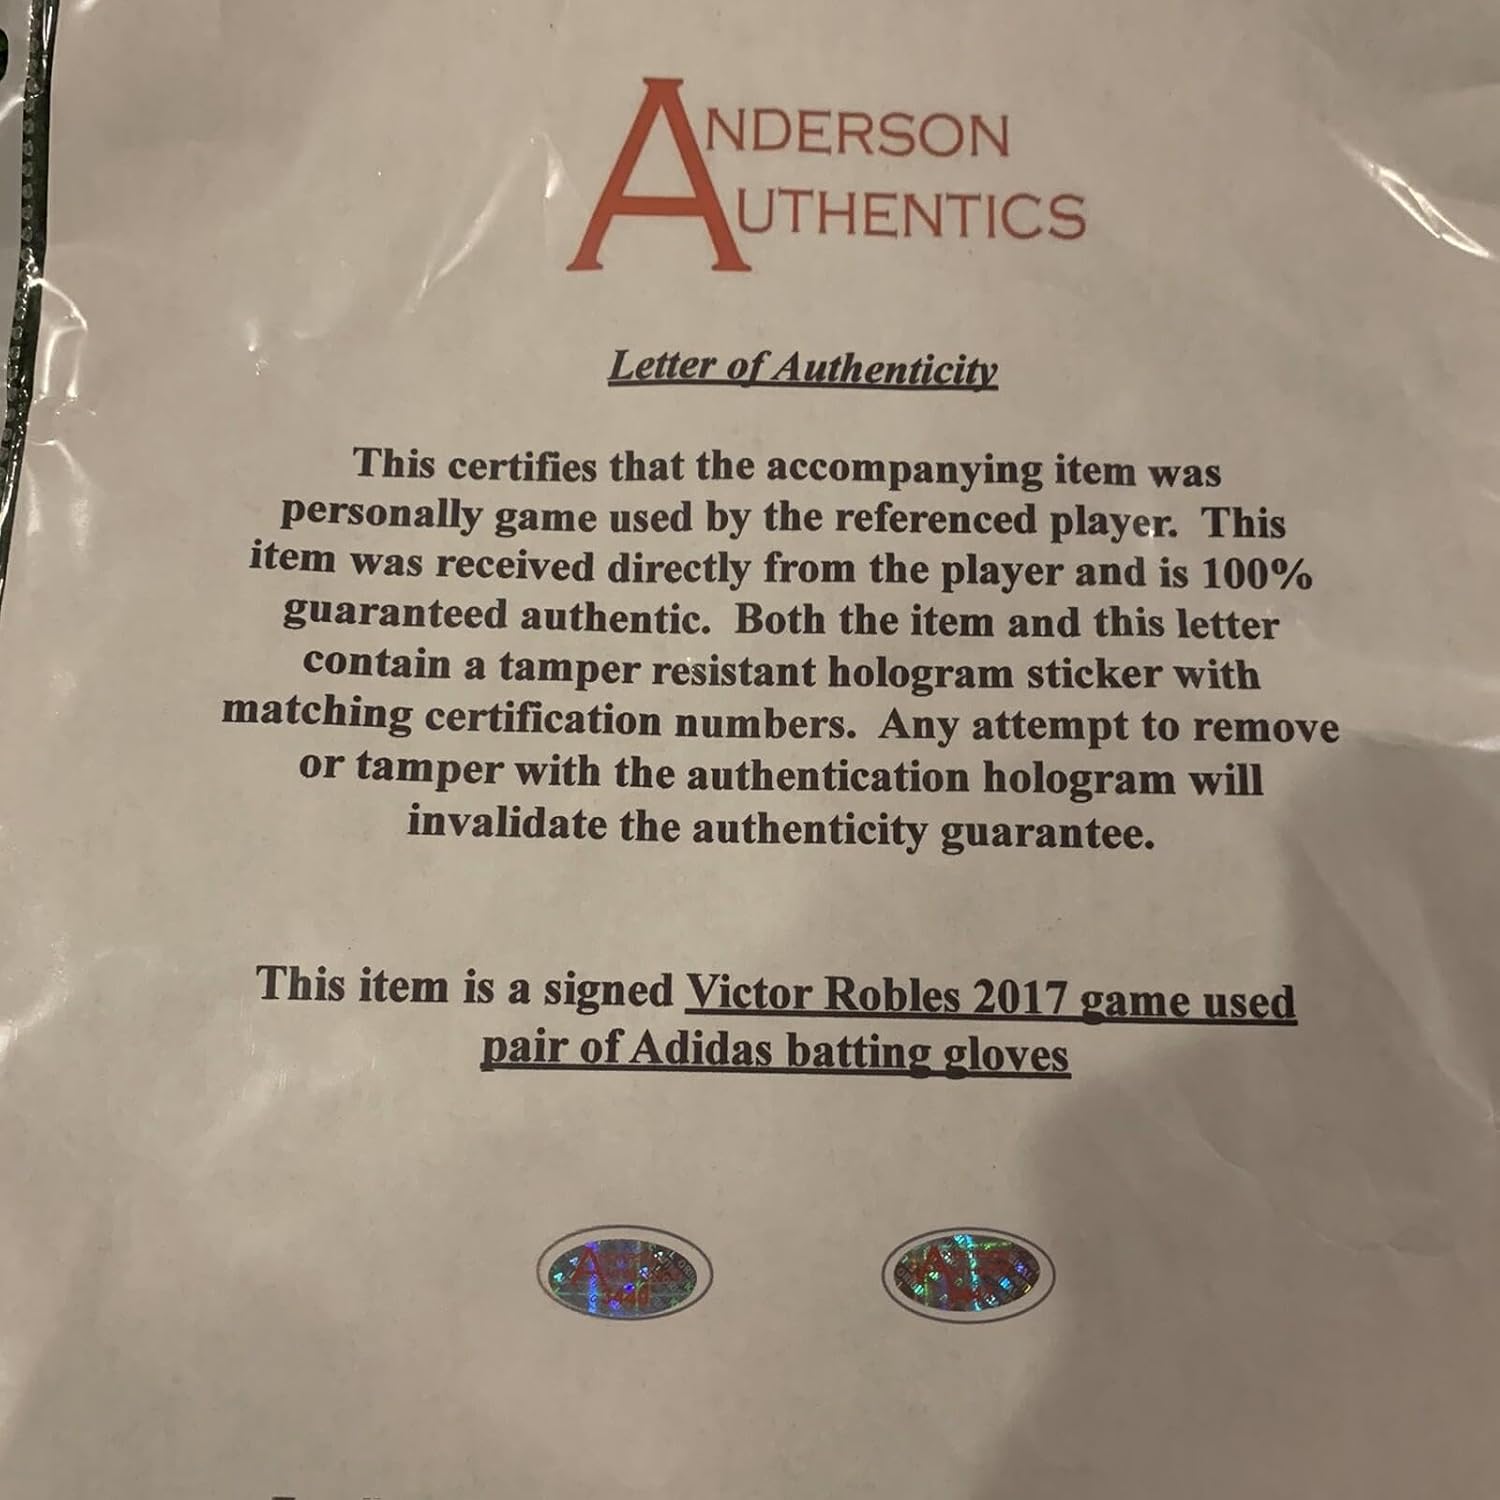 ANDERSON
AUTHENTICS
Letter of Authenticity
This certifies that the accompanying item was
personally game used by the referenced player. This
item was received directly from the player and is 100%
guaranteed authentic. Both the item and this letter
contain a tamper resistant hologram sticker with
matching certification numbers. Any attempt to remove
or tamper with the authentication hologram will
invalidate the authenticity guarantee.
This item is a signed Victor Robles 2017 game used
pair of Adidas batting gloves